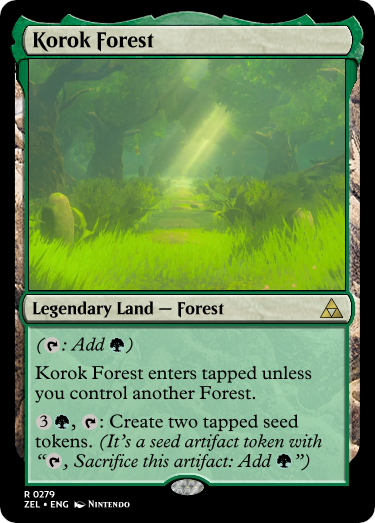 Korok Forest
Legendary Land — Forest
(: Add )
Korok Forest enters tapped unless
you control another Forest.
3 , : Create two tapped seed
tokens. (It's a seed artifact token with
“, Sacrifice this artifact: Add ”)
R 0279
ZEL • ENG Nintendo